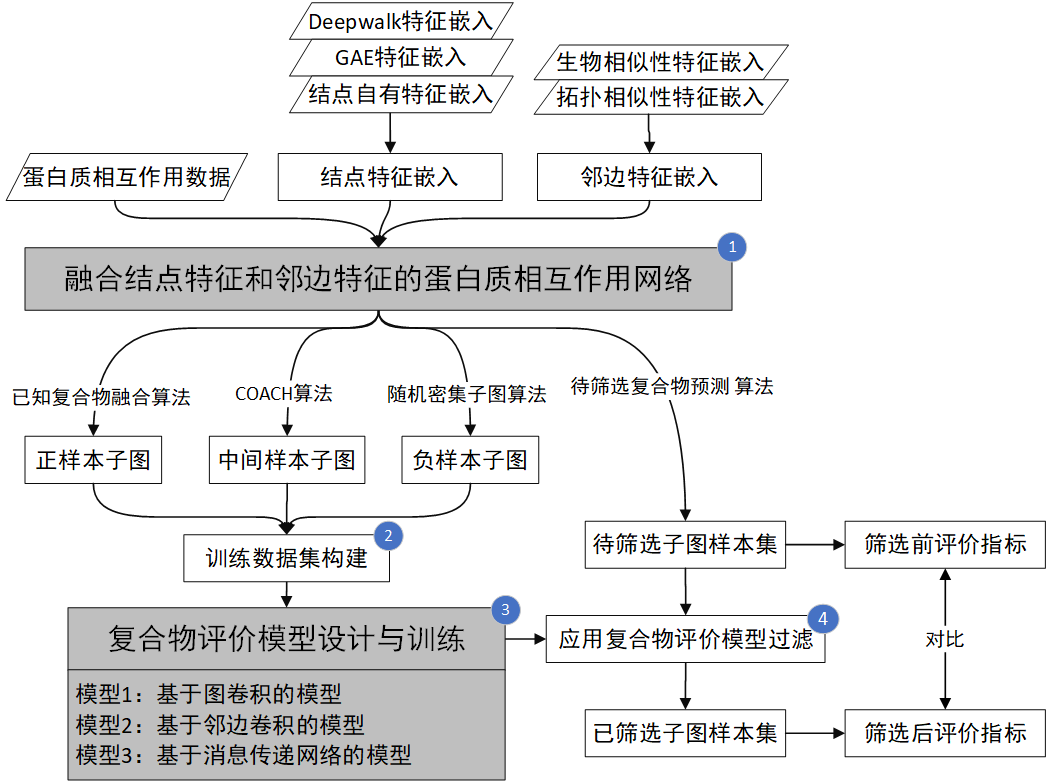 Deepwalk特征嵌入
GAE特征嵌入
结点自有特征嵌入
生物相似性特征嵌入
拓扑相似性特征嵌入
蛋白质相互作用数据
结点特征嵌入
邻边特征嵌入
1
融合结点特征和邻边特征的蛋白质相互作用网络
已知复合物融合算法
COACH算法
随机密集子图算法
待筛选复合物预测 算法
正样本子图
中间样本子图
负样本子图
2
训练数据集构建
待筛选子图样本集
筛选前评价指标
3
复合物评价模型设计与训练
模型1：基于图卷积的模型
模型2：基于邻边卷积的模型
模型3：基于消息传递网络的模型
4
应用复合物评价模型过滤
对比
已筛选子图样本集
筛选后评价指标